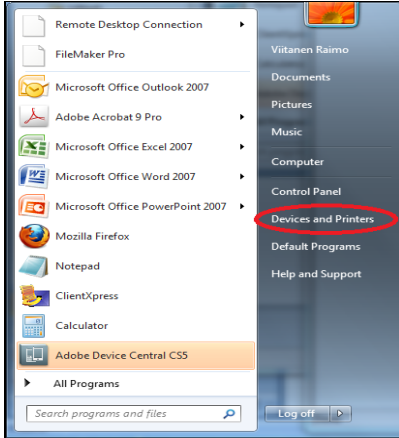 Remote Desktop Connection
FileMaker Pro
Microsoft Office Outlook 2007
Adobe Acrobat 9 Pro
Microsoft Office Excel 2007
Microsoft Office Word 2007
Microsoft Office PowerPoint 2007
Mozilla Firefox
Notepad
ClientXpress
Calculator
Adobe Device Central CS5
All Programs
Search programs and files
Viitanen Raimo
Documents
Pictures
Music
Computer
Control Panel
Devices and Printers
Default Programs
Help and Support
Log off